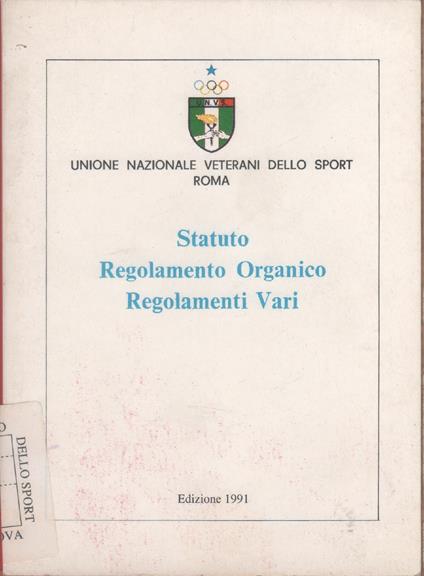 U.N.V.S.
UNIONE NAZIONALE VETERANI DELLO SPORT
ROMA
Statuto
Regolamento Organico
Regolamenti Vari
DELLO SPORT
Edizione 1991